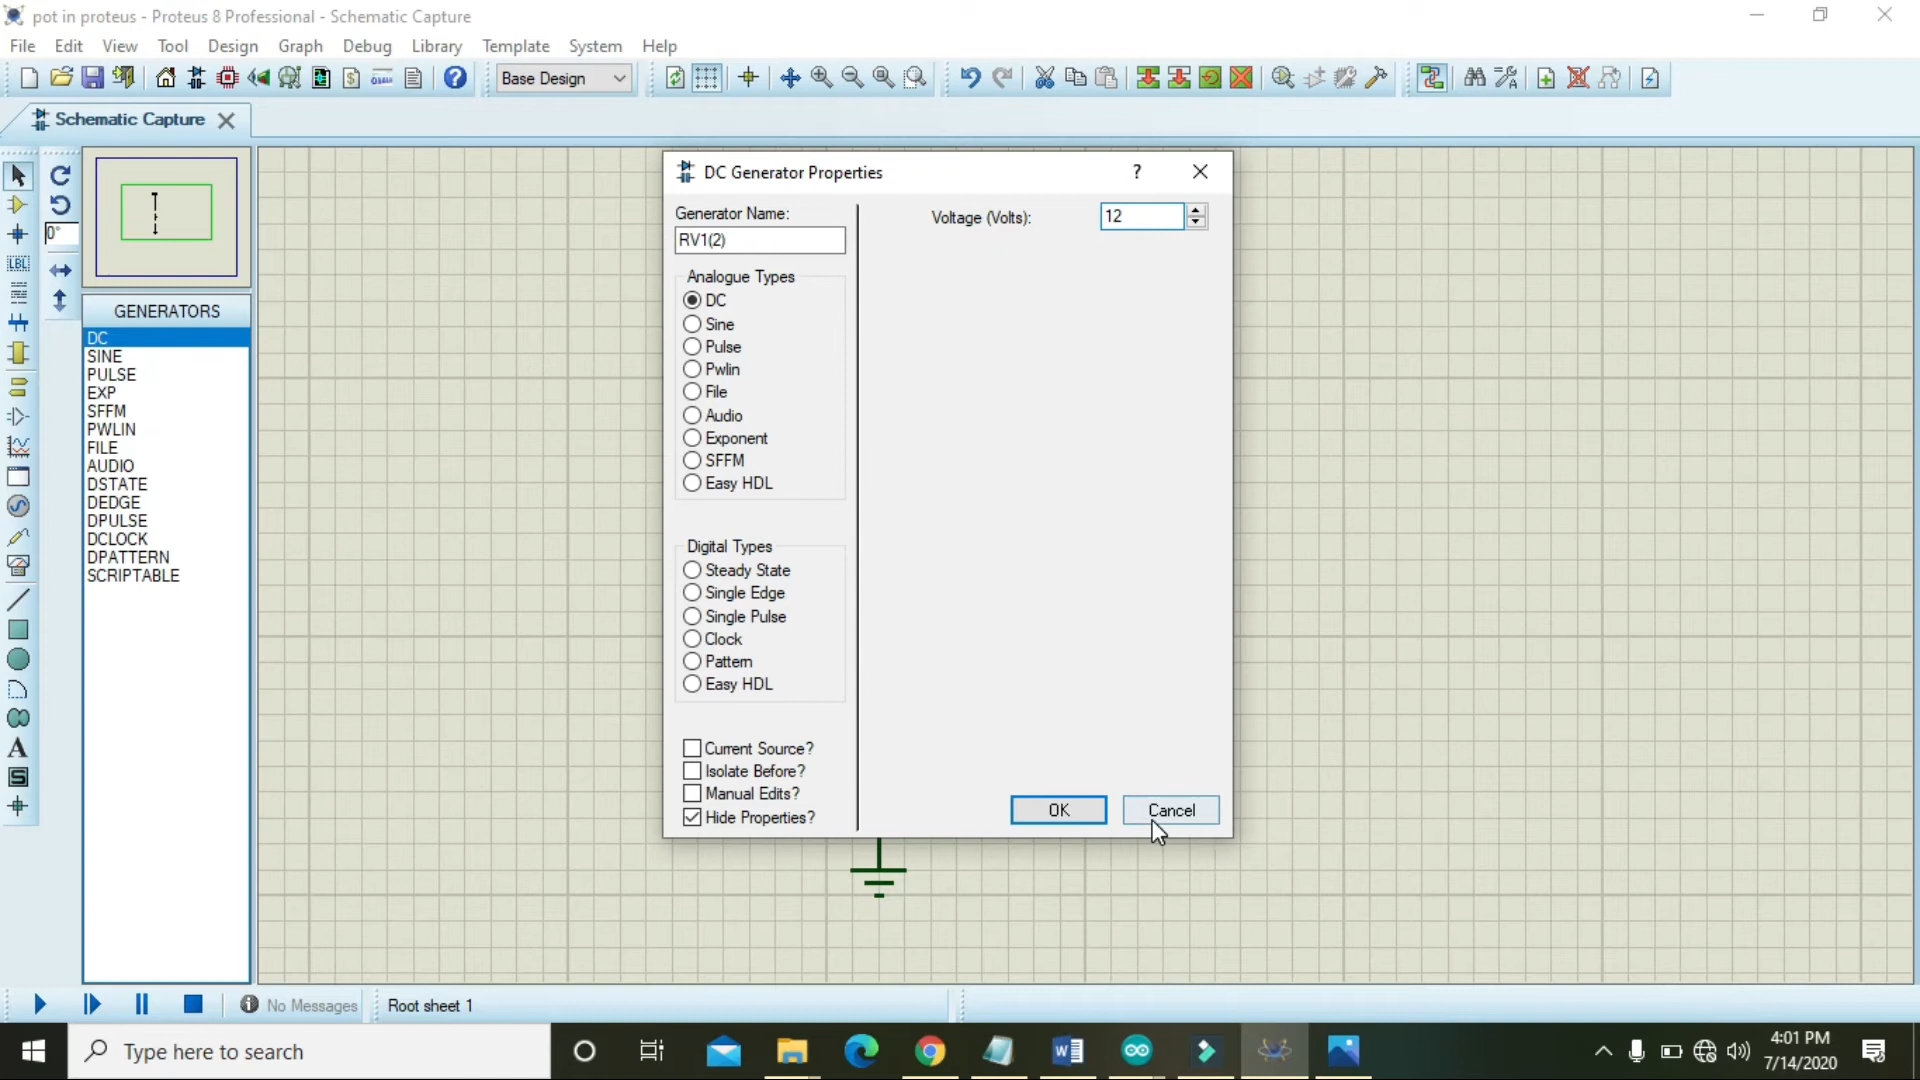 pot in proteus - Proteus 8 Professional - Schematic Capture
File Edit View Tool Design Graph Debug Library Template System Help
Base Design
Schematic Capture
LBL
0°
GENERATORS
DC
SINE
PULSE
EXP
SFFM
PWLIN
FILE
AUDIO
DSTATE
DEDGE
DPULSE
DCLOCK
DPATTERN
SCRIPTABLE
A
S
DC Generator Properties
?
Generator Name:
RV1(2)
Voltage (Volts): 12
Analogue Types
DC
Sine
Pulse
Pwlin
File
Audio
Exponent
SFFM
Easy HDL
Digital Types
Steady State
Single Edge
Single Pulse
Clock
Pattern
Easy HDL
Current Source?
Isolate Before?
Manual Edits?
Hide Properties?
OK Cancel
No Messages Root sheet 1
Type here to search
4:01 PM
7/14/2020